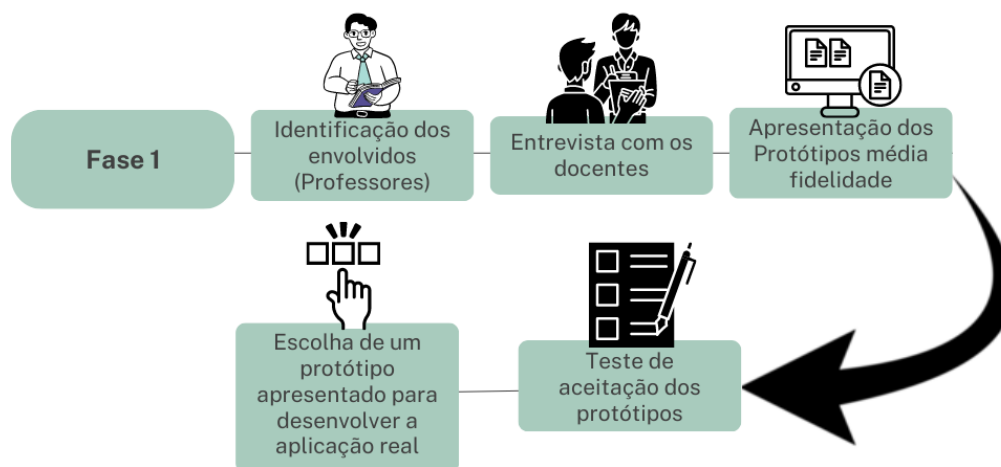 Fase 1
Identificação dos
envolvidos
(Professores)
Entrevista com os
docentes
Apresentação dos
Protótipos média
fidelidade
Teste de
aceitação dos
protótipos
Escolha de um
protótipo
apresentado para
desenvolver a
aplicação real